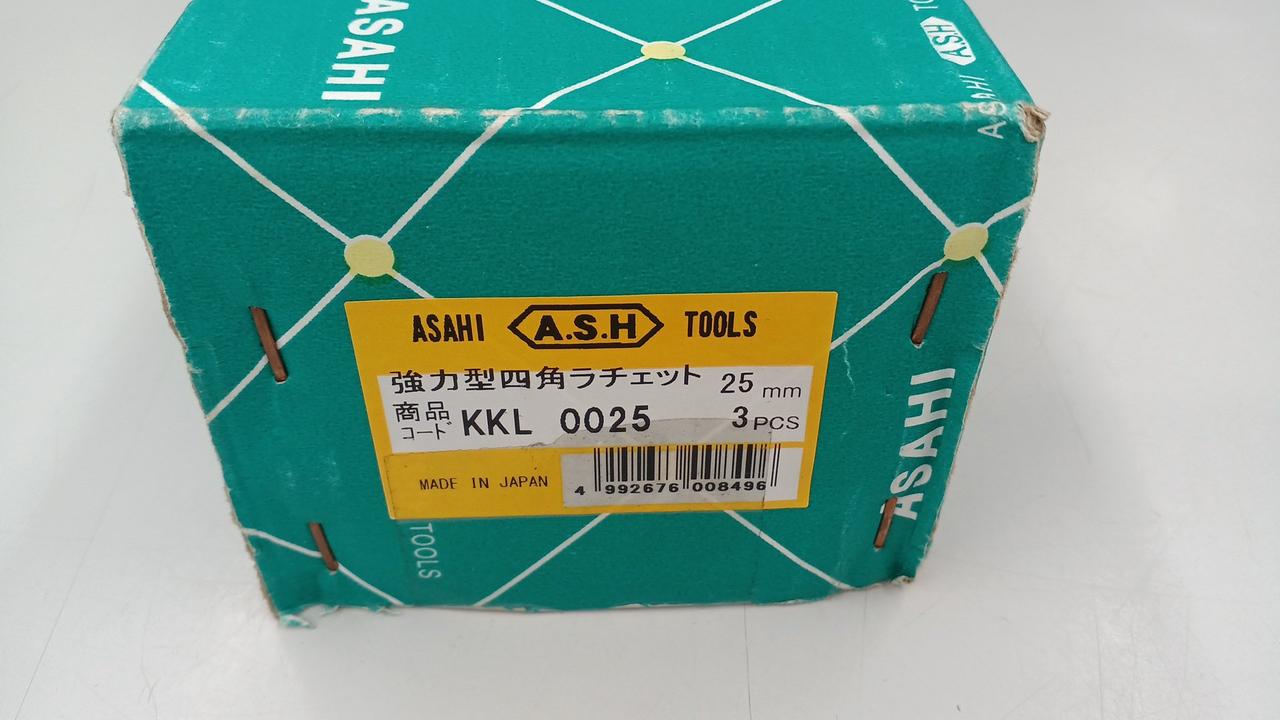 ASAHI
ASAHI A.S.H TO
ASAHI A.S.H TOOLS
強力型四角ラチェット 25 mm
商品コード KKL 0025 3 PCS
MADE IN JAPAN
4 992676 008496
ASAHI
TOOLS